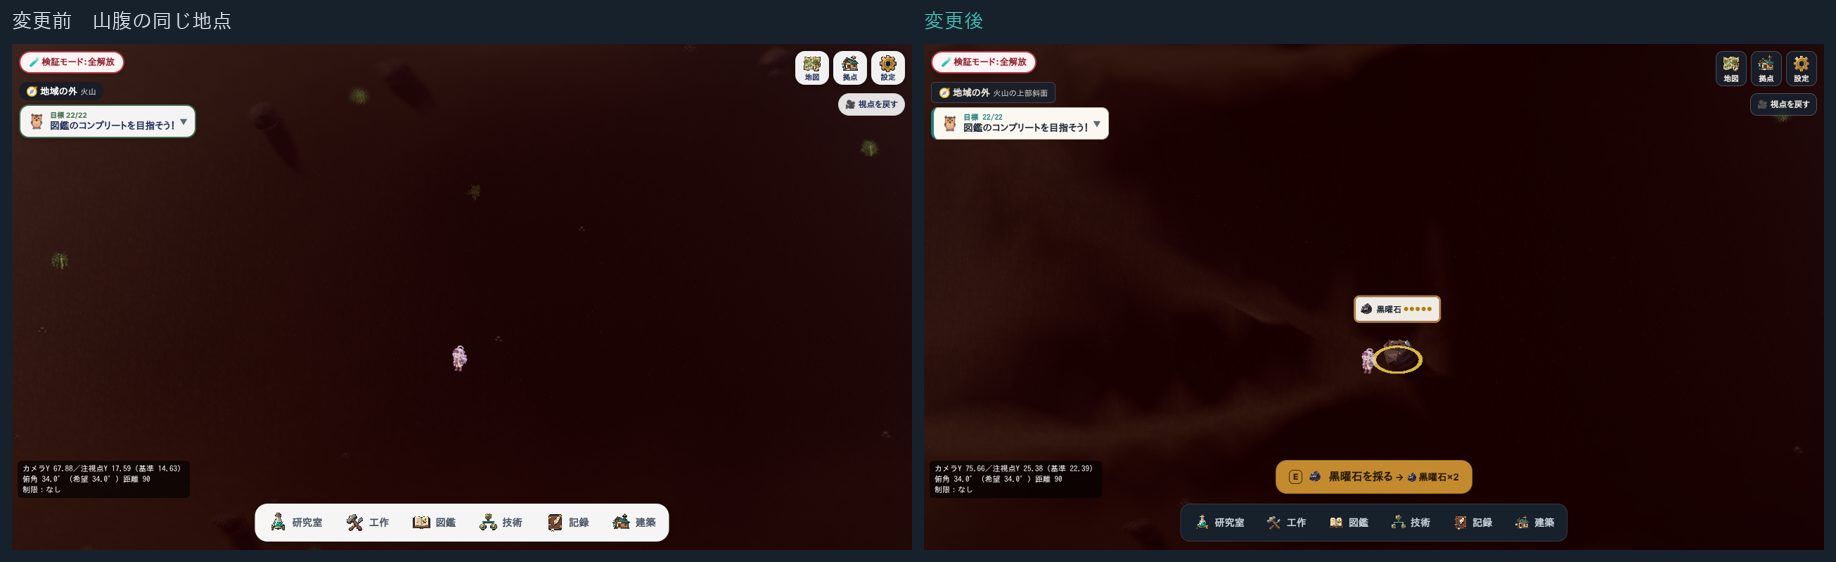 変更前　山腹の同じ地点
検証モード:全解放
地図
拠点
設定
地域の外 火山
視点を戻す
目標 22/22
図鑑のコンプリートを目指そう!
カメラY 67.88／注視点Y 17.59 (基準 14.63)
俯角 34.0° (希望 34.0°) 距離 90
制限：なし
研究室
工作
図鑑
技術
記録
建築
変更後
検証モード:全解放
地図
拠点
設定
地域の外 火山の上部斜面
視点を戻す
目標 22/22
図鑑のコンプリートを目指そう!
黒曜石
カメラY 75.66／注視点Y 25.38 (基準 22.39)
俯角 34.0° (希望 34.0°) 距離 90
制限：なし
E 黒曜石を採る → 黒曜石×2
研究室
工作
図鑑
技術
記録
建築